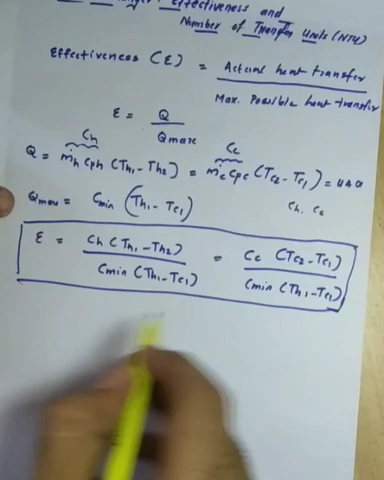 Effectiveness and
Number of Transfer Units (NTU)
Effectiveness (ε) = Actual heat transfer / Max. Possible heat transfer
ε = Q / Qmax
Ch Cc
Q = ṁh Cph (Th1 - Th2) = ṁc Cpc (Tc2 - Tc1) =
Ch, Cc
Qmax = Cmin (Th1 - Tc1)
ε = Ch (Th1 - Th2) / Cmin (Th1 - Tc1) = Cc (Tc2 - Tc1) / Cmin (Th1 - Tc1)